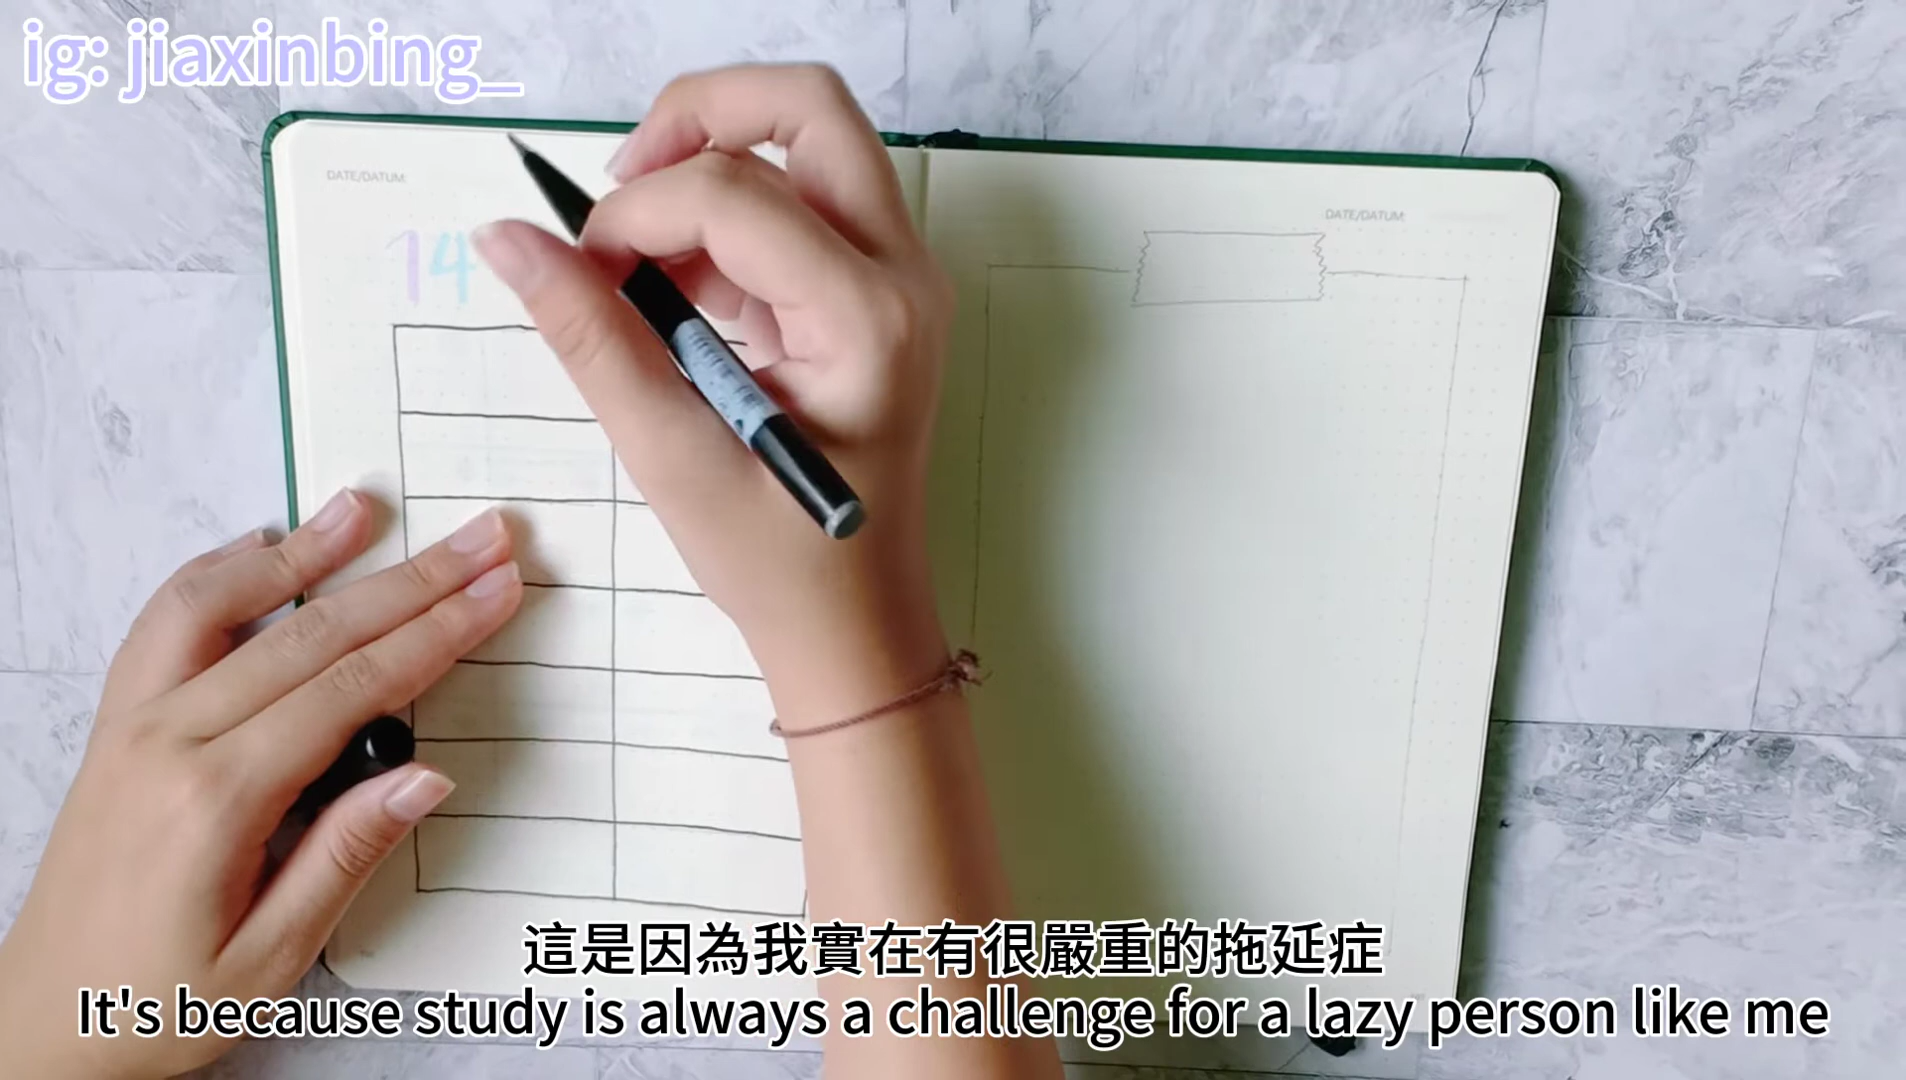 ig: jiaxinbing_
DATE/DATUM:
DATE/DATUM:
14
這是因為我實在有很嚴重的拖延症
It's because study is always a challenge for a lazy person like me